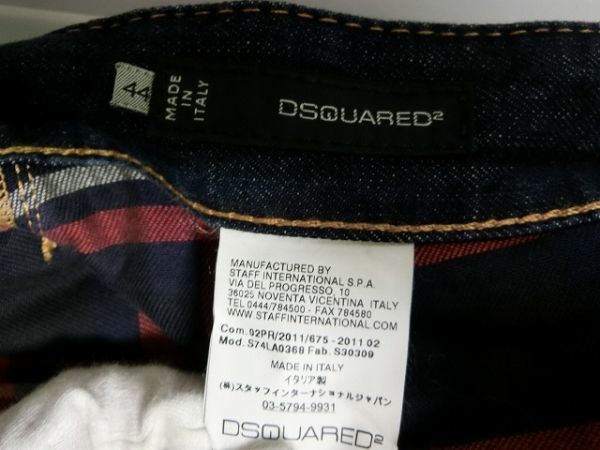 44
MADE
IN
ITALY
DSQUARED2
MANUFACTURED BY
STAFF INTERNATIONAL S.P.A.
VIA DEL PROGRESSO, 10
36025 NOVENTA VICENTINA ITALY
TEL 0444/784500 - FAX 784580
WWW.STAFFINTERNATIONAL.COM
Com. 02PR/2011/675 - 2011 02
Mod. S74LA0368 Fab. S30309
MADE IN ITALY
イタリア製
(株)スタッフインターナショナルジャパン
03-5794-9931
DSQUARED2